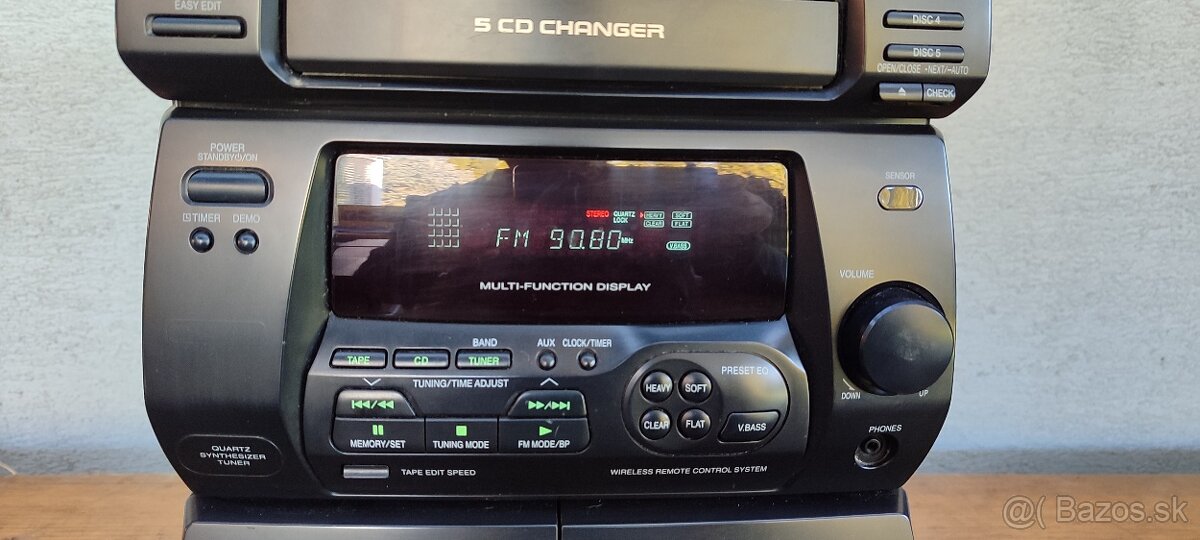 EASY EDIT
5 CD CHANGER
DISC 4
DISC 5
OPEN/CLOSE •NEXT/–AUTO
CHECK
POWER
STANDBY⏻/ON
TIMER DEMO
SENSOR
STEREO QUARTZ LOCK HEAVY SOFT
CLEAR FLAT
FM 90.80 MHz
V.BASS
MULTI-FUNCTION DISPLAY
VOLUME
DOWN UP
BAND AUX CLOCK/TIMER
TAPE CD TUNER
TUNING/TIME ADJUST
PRESET EQ
HEAVY SOFT
CLEAR FLAT
V.BASS
MEMORY/SET TUNING MODE FM MODE/BP
PHONES
QUARTZ
SYNTHESIZER
TUNER
TAPE EDIT SPEED
WIRELESS REMOTE CONTROL SYSTEM
@( Bazos.sk